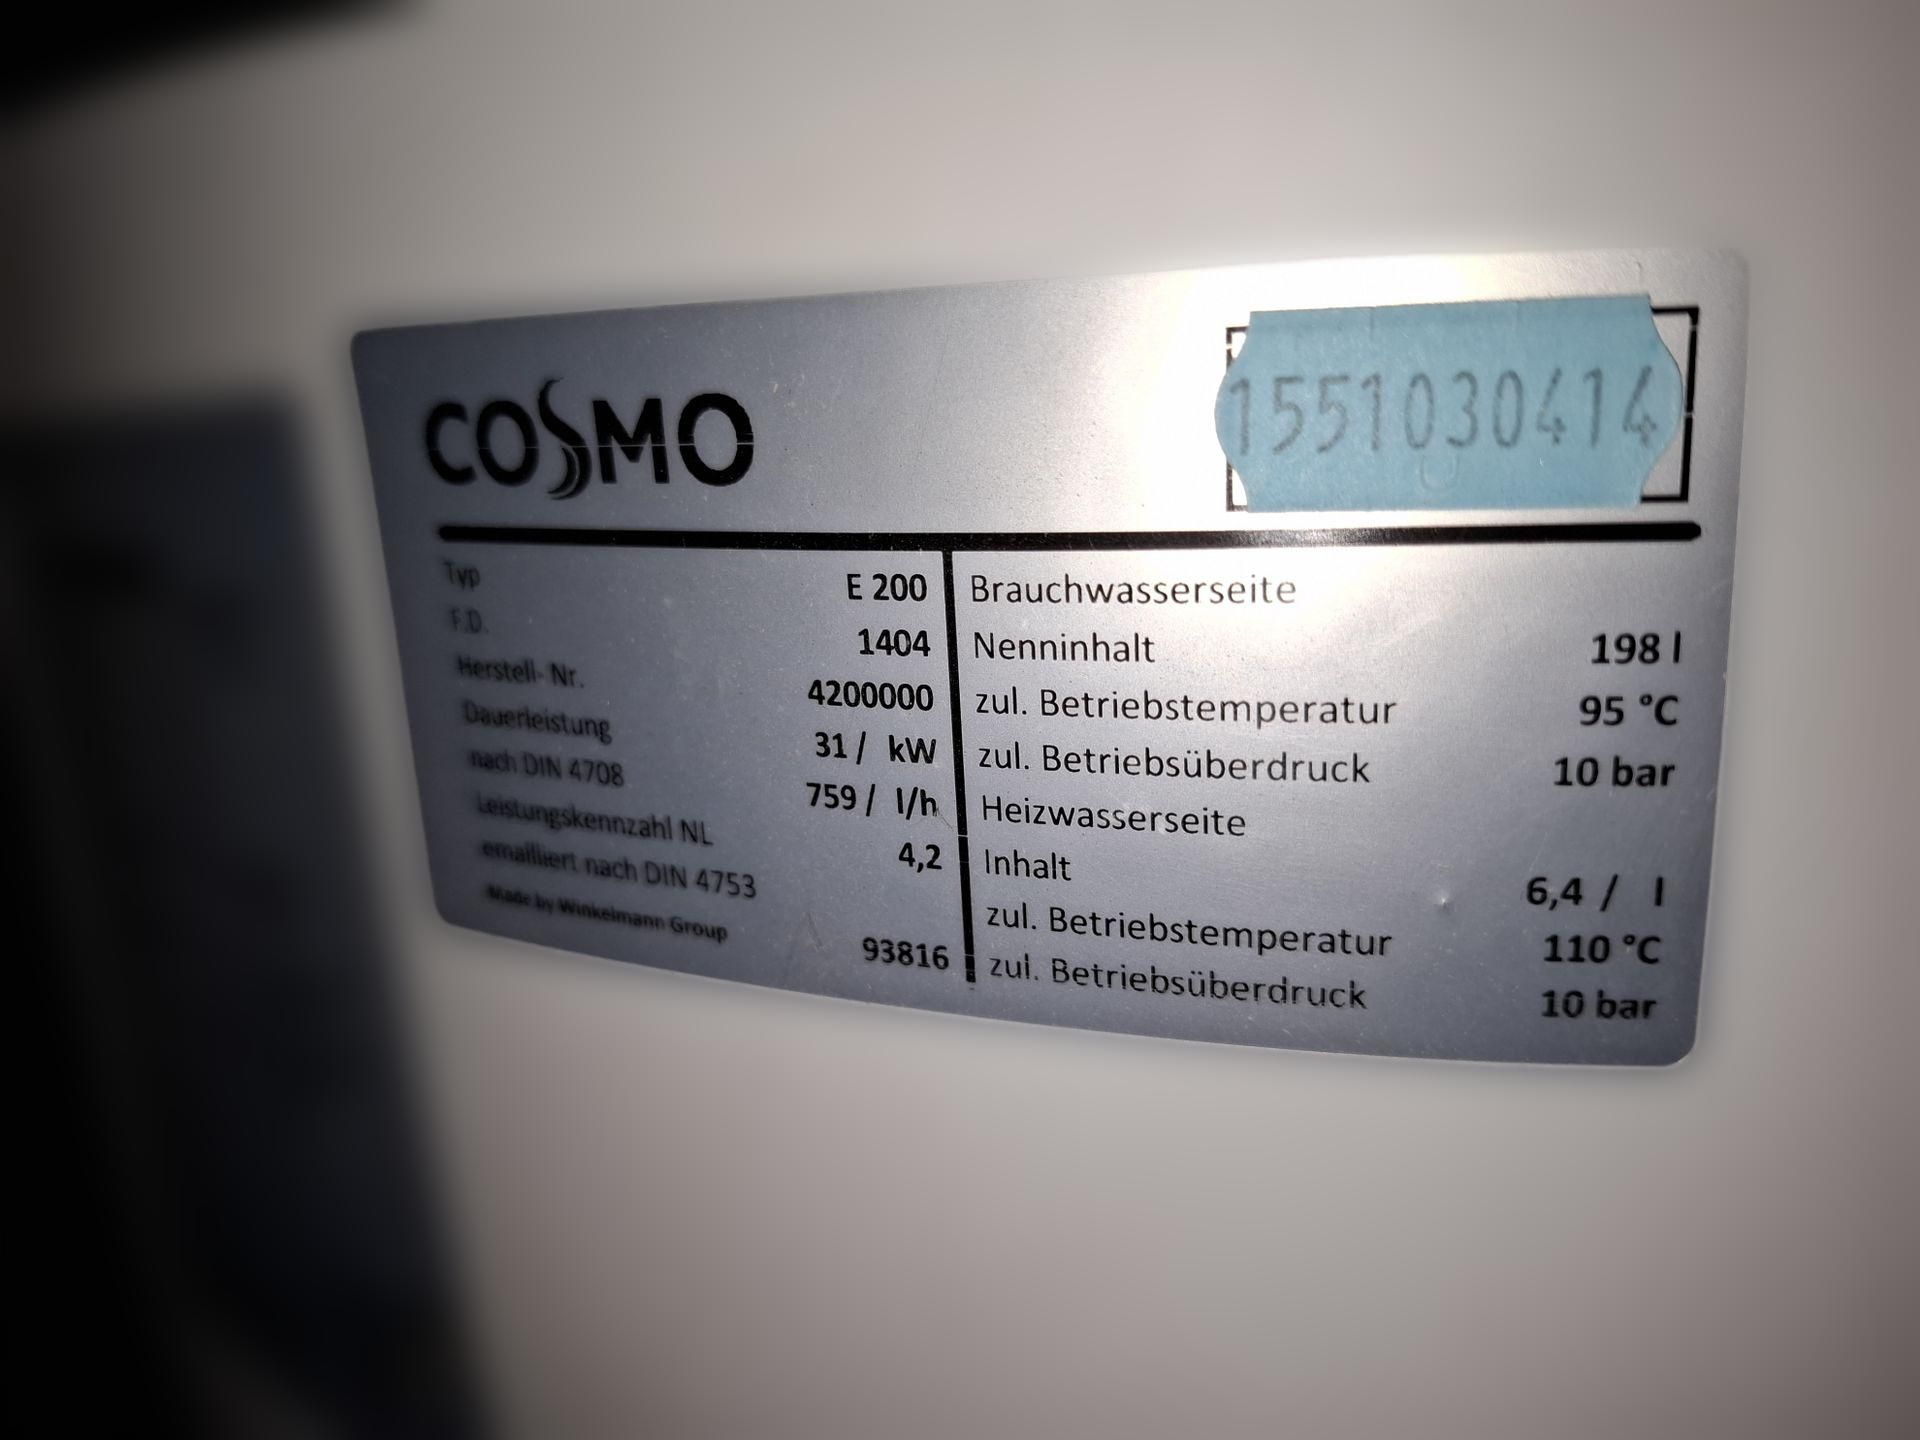 COSMO
15510304 14
Typ E 200
F.D. 1404
Herstell- Nr. 4200000
Dauerleistung 31 / kW
nach DIN 4708 759 / l/h
Leistungskennzahl NL 4,2
emailliert nach DIN 4753
Made by Winkelmann Group 93816
Brauchwasserseite
Nenninhalt 198 l
zul. Betriebstemperatur 95 °C
zul. Betriebsüberdruck 10 bar
Heizwasserseite
Inhalt 6,4 / l
zul. Betriebstemperatur 110 °C
zul. Betriebsüberdruck 10 bar